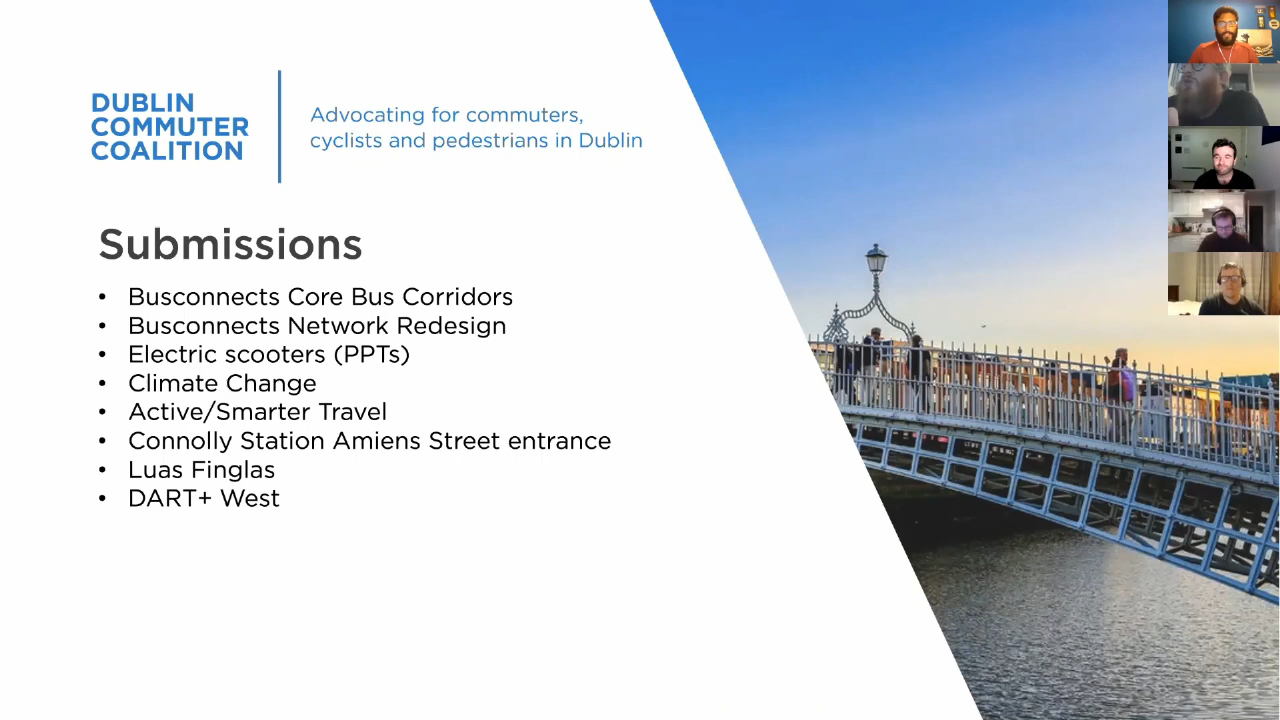 DUBLIN
COMMUTER
COALITION
Advocating for commuters,
cyclists and pedestrians in Dublin
Submissions
• Busconnects Core Bus Corridors
• Busconnects Network Redesign
• Electric scooters (PPTs)
• Climate Change
• Active/Smarter Travel
• Connolly Station Amiens Street entrance
• Luas Finglas
• DART+ West